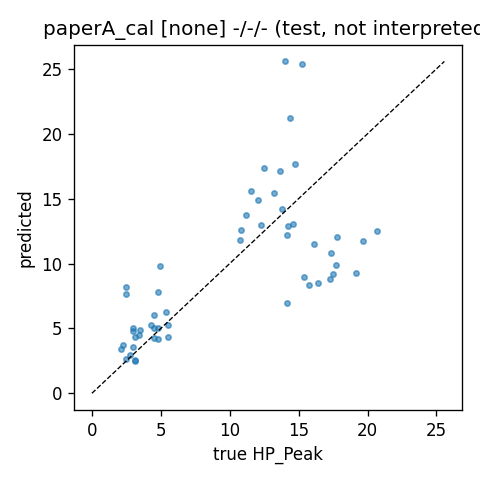 paperA_cal [none] -/-/- (test, not interpreted
25
20
15
10
5
0
predicted
0 5 10 15 20 25
true HP_Peak